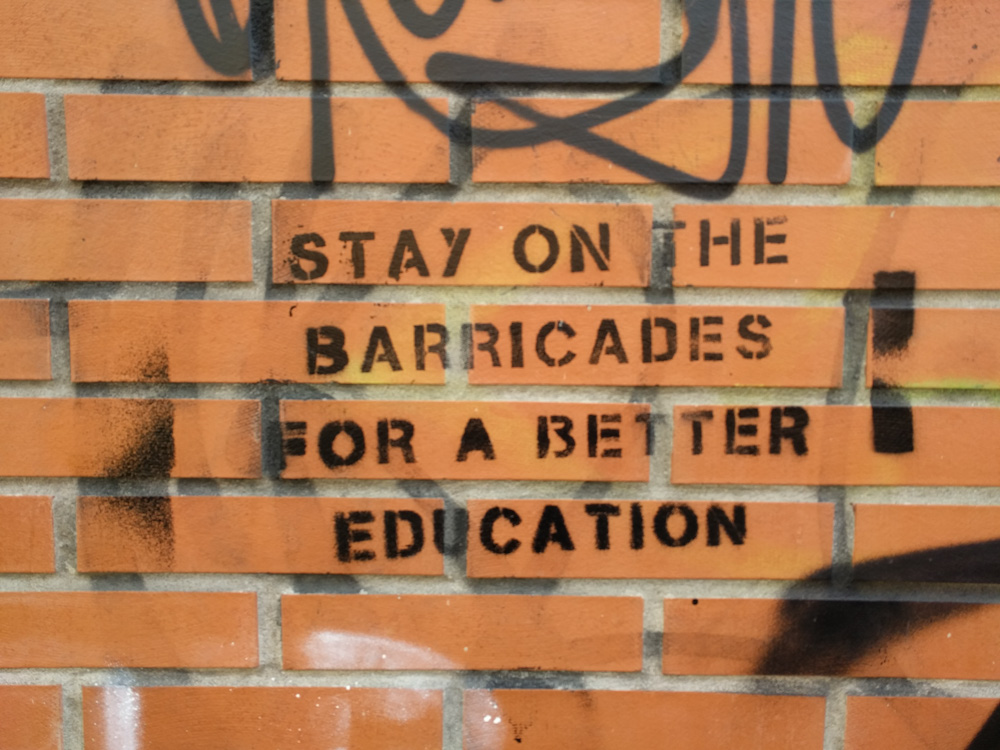 STAY ON THE
BARRICADES
FOR A BETTER
EDUCATION